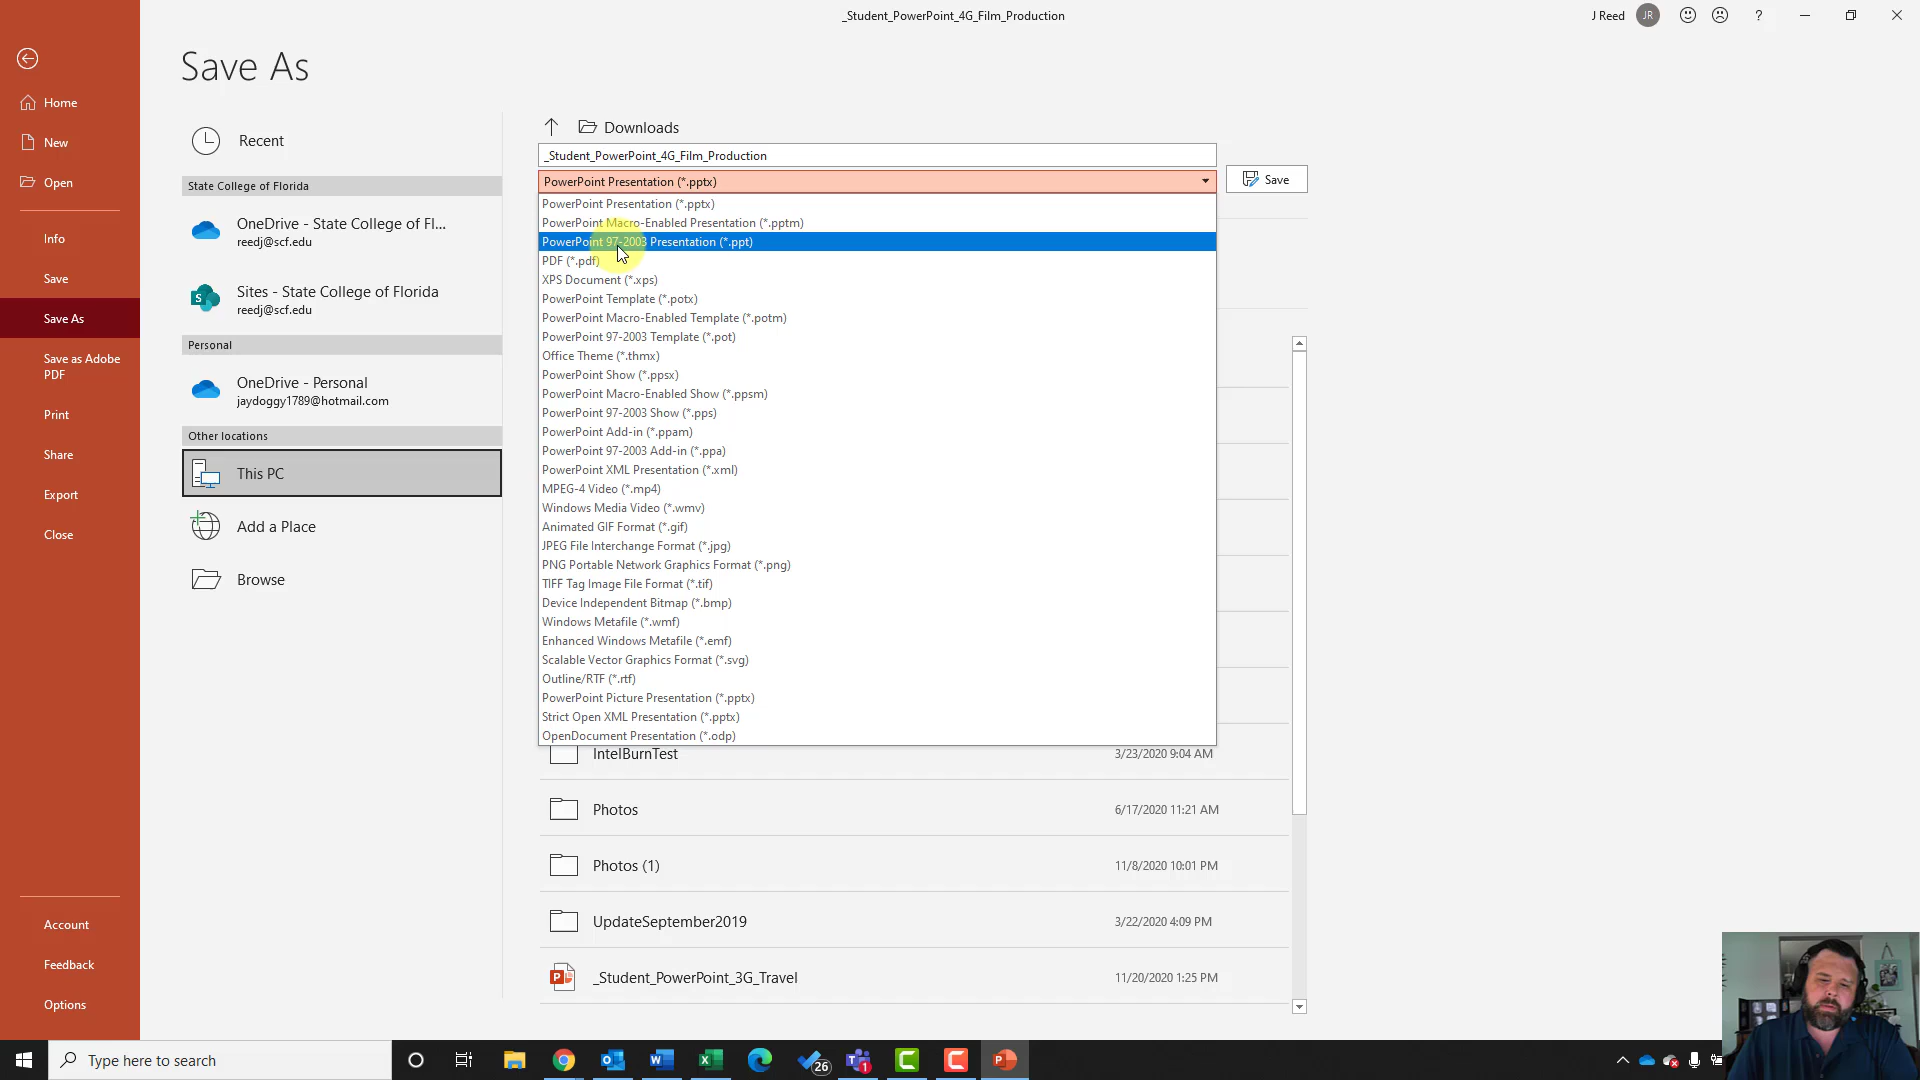 _Student_PowerPoint_4G_Film_Production
J Reed
JR
?
Save As
Home
New
Open
Info
Save
Save As
Save as Adobe
PDF
Print
Share
Export
Close
Account
Feedback
Options
Recent
State College of Florida
OneDrive - State College of Fl...
reedj@scf.edu
S
Sites - State College of Florida
reedj@scf.edu
Personal
OneDrive - Personal
jaydoggy1789@hotmail.com
Other locations
This PC
Add a Place
Browse
Downloads
_Student_PowerPoint_4G_Film_Production
PowerPoint Presentation (*.pptx)
Save
PowerPoint Presentation (*.pptx)
PowerPoint Macro-Enabled Presentation (*.pptm)
PowerPoint 97-2003 Presentation (*.ppt)
PDF (*.pdf)
XPS Document (*.xps)
PowerPoint Template (*.potx)
PowerPoint Macro-Enabled Template (*.potm)
PowerPoint 97-2003 Template (*.pot)
Office Theme (*.thmx)
PowerPoint Show (*.ppsx)
PowerPoint Macro-Enabled Show (*.ppsm)
PowerPoint 97-2003 Show (*.pps)
PowerPoint Add-in (*.ppam)
PowerPoint 97-2003 Add-in (*.ppa)
PowerPoint XML Presentation (*.xml)
MPEG-4 Video (*.mp4)
Windows Media Video (*.wmv)
Animated GIF Format (*.gif)
JPEG File Interchange Format (*.jpg)
PNG Portable Network Graphics Format (*.png)
TIFF Tag Image File Format (*.tif)
Device Independent Bitmap (*.bmp)
Windows Metafile (*.wmf)
Enhanced Windows Metafile (*.emf)
Scalable Vector Graphics Format (*.svg)
Outline/RTF (*.rtf)
PowerPoint Picture Presentation (*.pptx)
Strict Open XML Presentation (*.pptx)
OpenDocument Presentation (*.odp)
IntelBurnTest 3/23/2020 9:04 AM
Photos 6/17/2020 11:21 AM
Photos (1) 11/8/2020 10:01 PM
UpdateSeptember2019 3/22/2020 4:09 PM
_Student_PowerPoint_3G_Travel 11/20/2020 1:25 PM
Type here to search
26
1